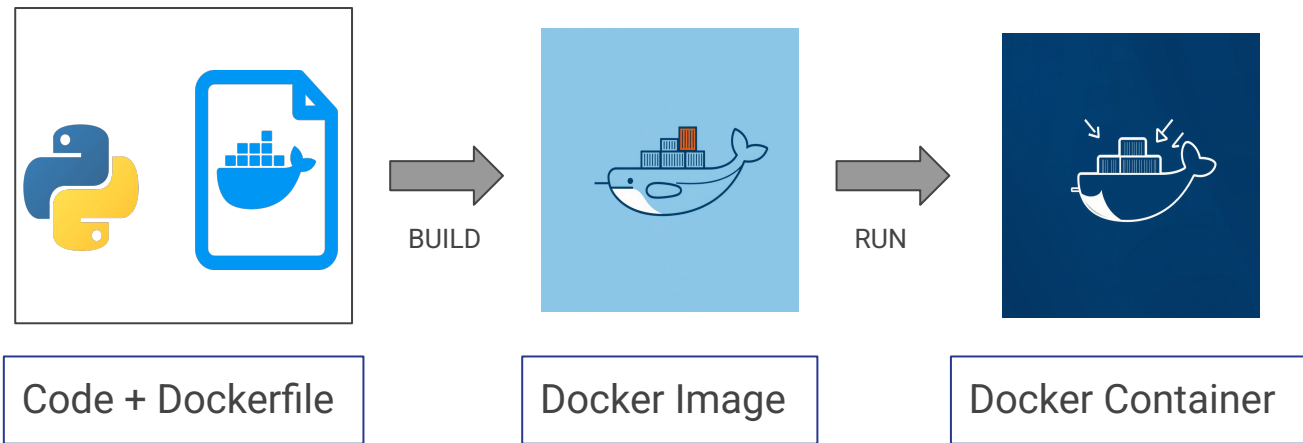 BUILD
RUN
Code + Dockerfile
Docker Image
Docker Container